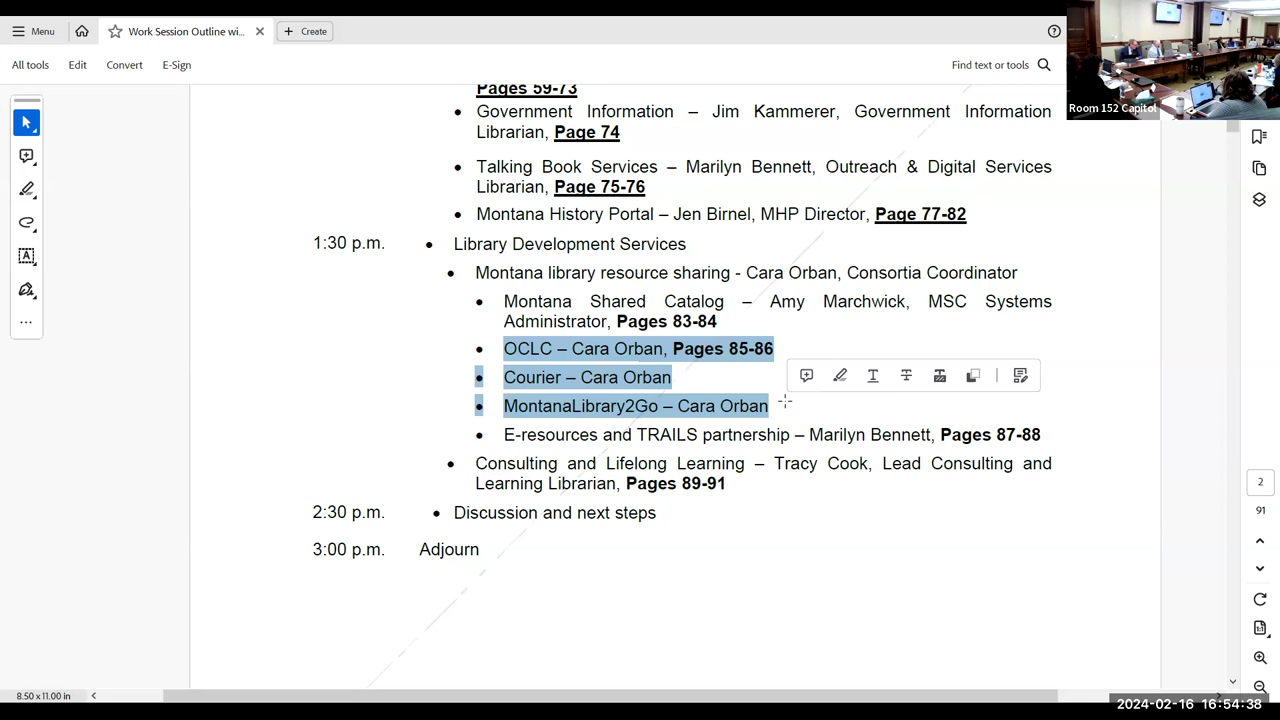 Menu
Work Session Outline wi...
Create
All tools
Edit
Convert
E-Sign
Find text or tools
Room 152 Capitol
Pages 59-73
• Government Information – Jim Kammerer, Government Information
Librarian, Page 74
• Talking Book Services – Marilyn Bennett, Outreach & Digital Services
Librarian, Page 75-76
• Montana History Portal – Jen Birnel, MHP Director, Page 77-82
1:30 p.m. • Library Development Services
• Montana library resource sharing - Cara Orban, Consortia Coordinator
• Montana Shared Catalog – Amy Marchwick, MSC Systems
Administrator, Pages 83-84
• OCLC – Cara Orban, Pages 85-86
• Courier – Cara Orban
• MontanaLibrary2Go – Cara Orban
• E-resources and TRAILS partnership – Marilyn Bennett, Pages 87-88
• Consulting and Lifelong Learning – Tracy Cook, Lead Consulting and
Learning Librarian, Pages 89-91
2:30 p.m. • Discussion and next steps
3:00 p.m. Adjourn
2
91
8.50 x 11.00 in
2024-02-16 16:54:38